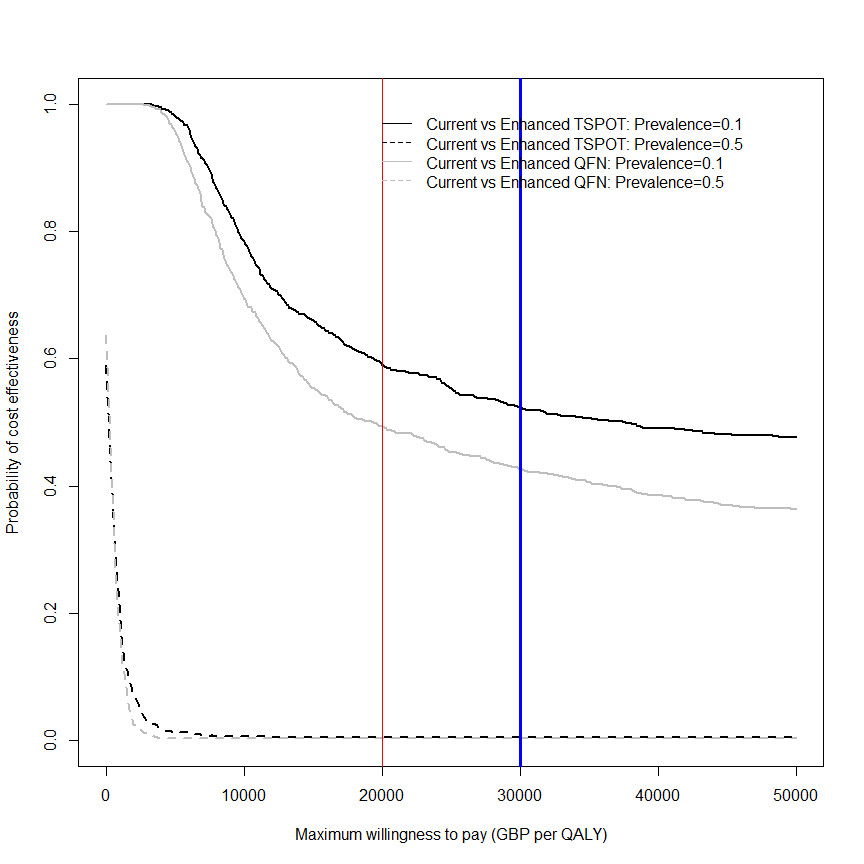 Current vs Enhanced TSPOT: Prevalence=0.1
Current vs Enhanced TSPOT: Prevalence=0.5
Current vs Enhanced QFN: Prevalence=0.1
Current vs Enhanced QFN: Prevalence=0.5
Probability of cost effectiveness
1.0
0.8
0.6
0.4
0.2
0.0
0 10000 20000 30000 40000 50000
Maximum willingness to pay (GBP per QALY)